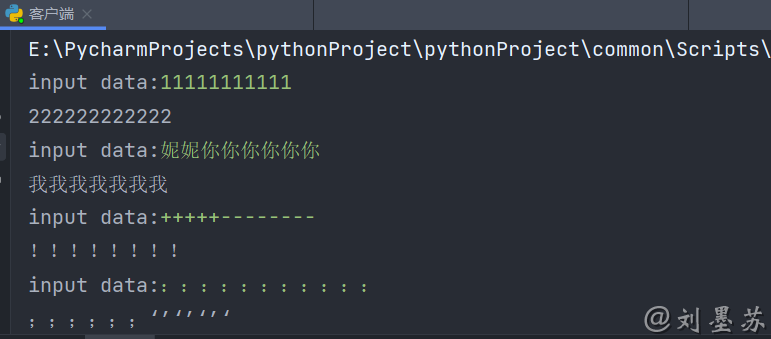 客户端
E:\PycharmProjects\pythonProject\pythonProject\common\Scripts\
input data:11111111111
222222222222
input data:妮妮你你你你你你
我我我我我我我
input data:+++++--------
！！！！！！！！
input data:：：：：：：：：：：：
；；；；；；‘’‘’‘’‘
@刘墨苏